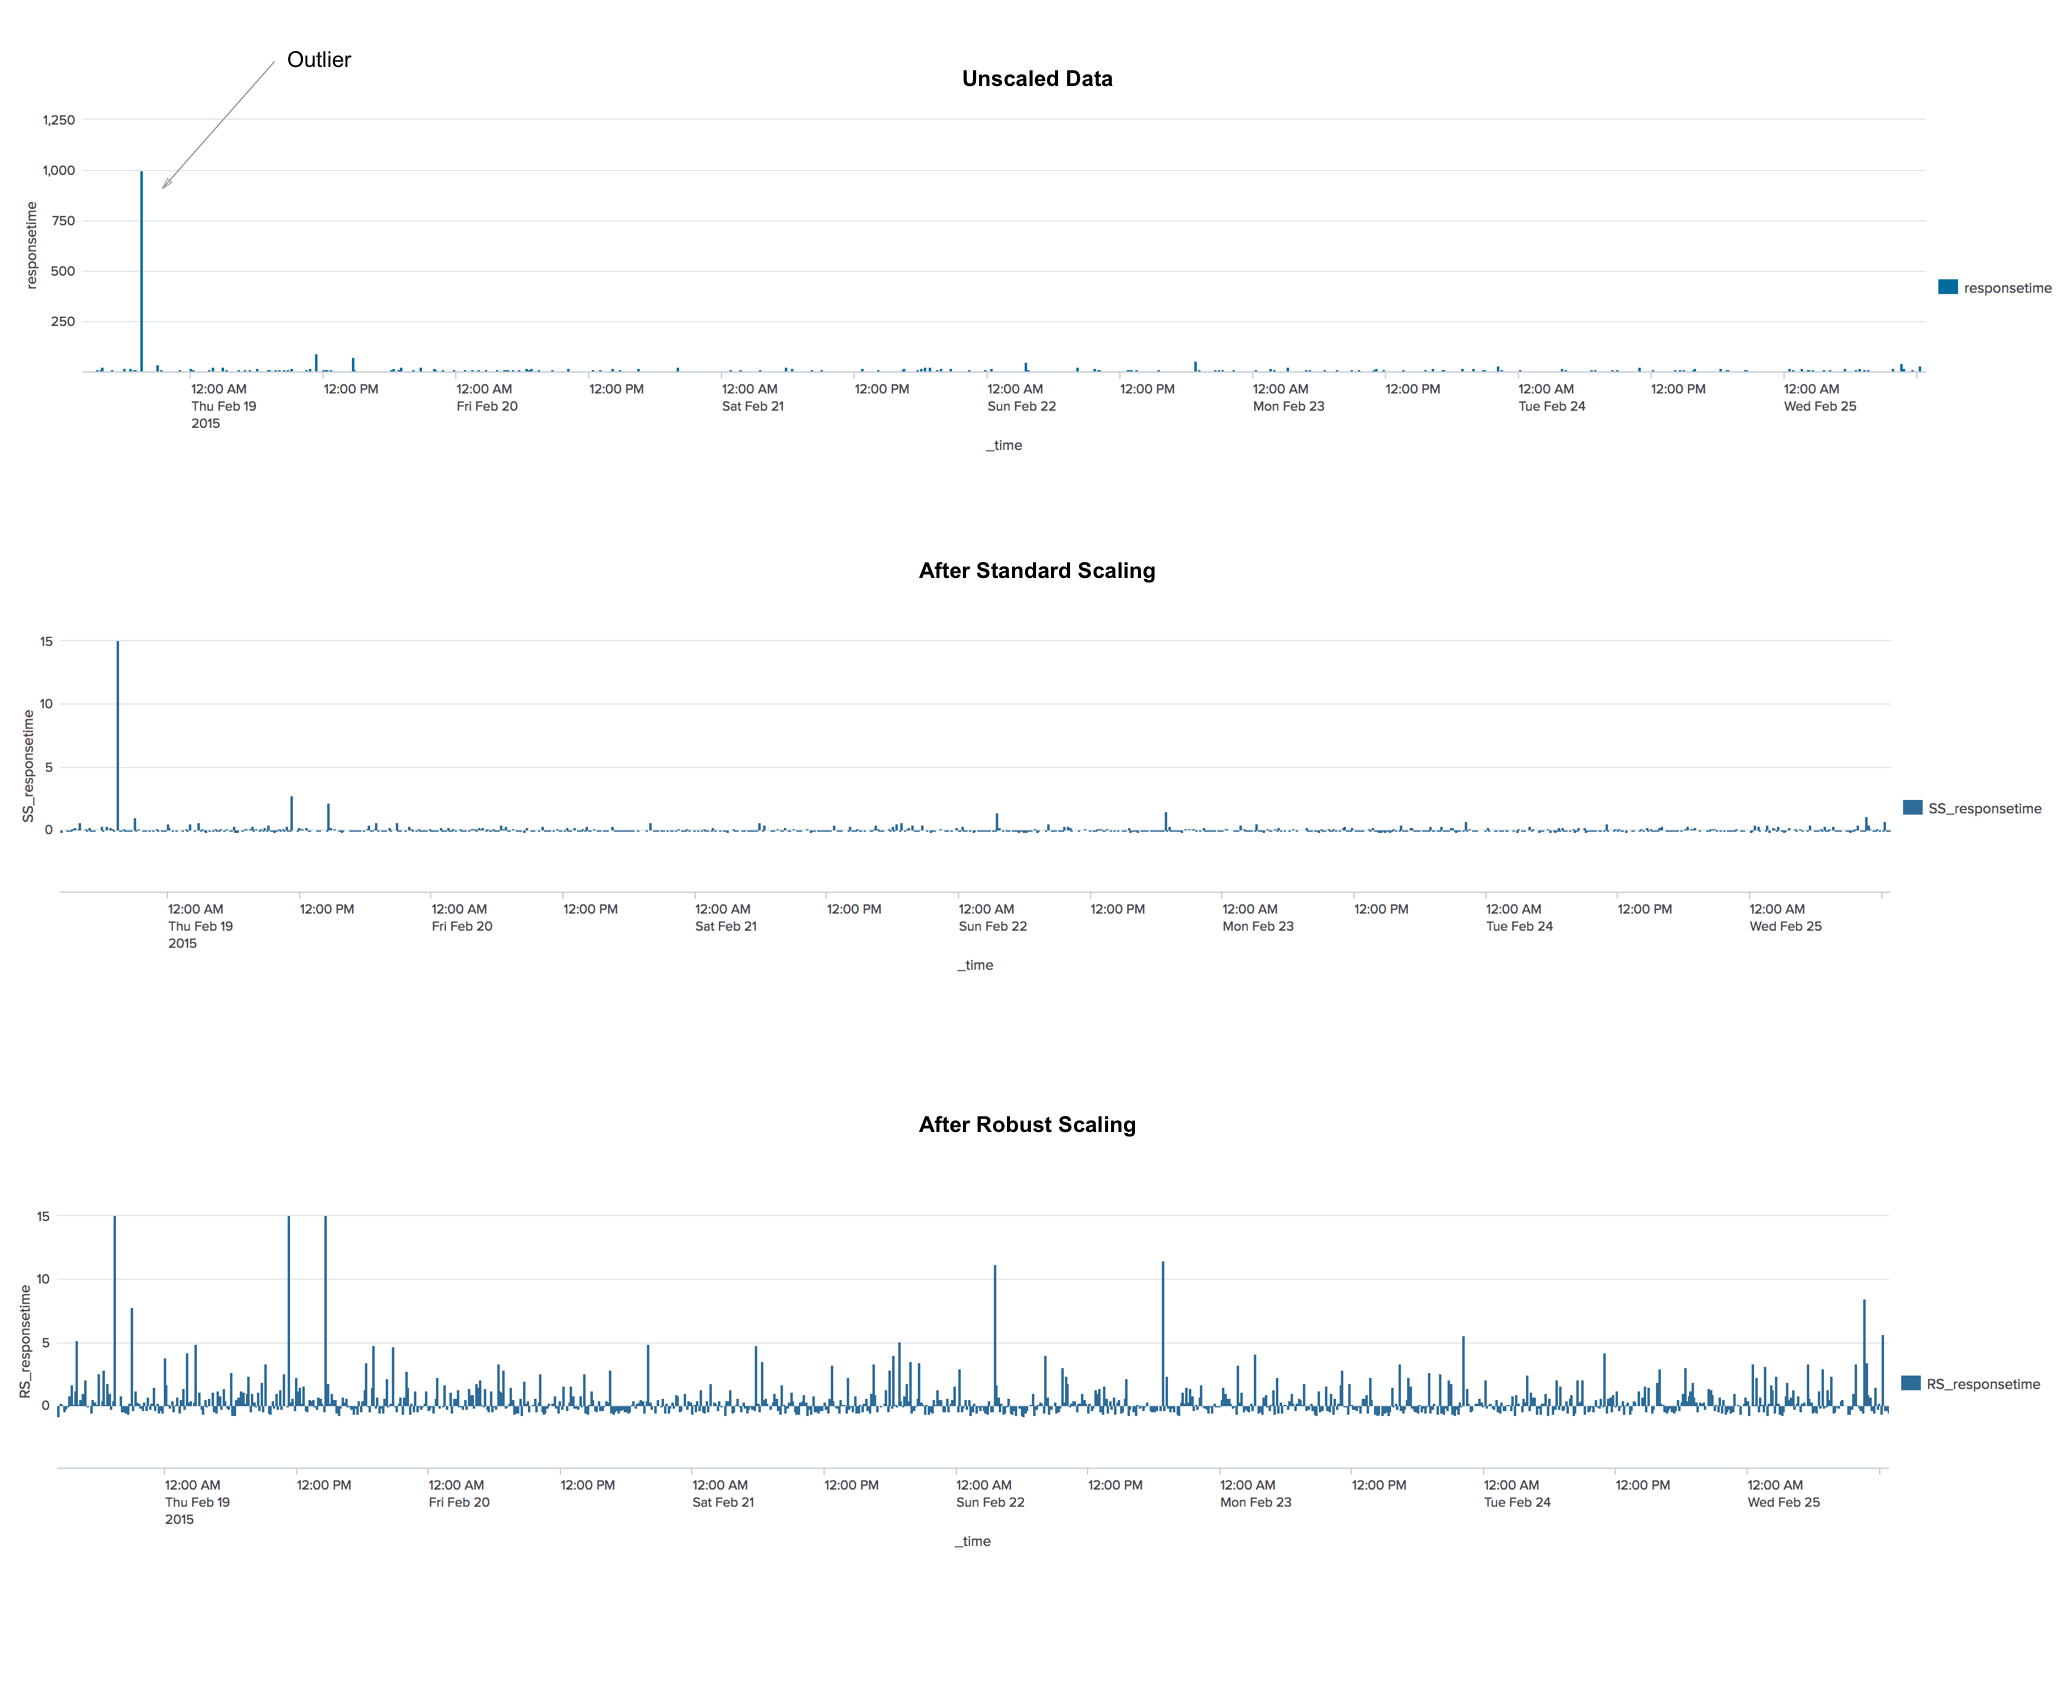 Outlier
Unscaled Data
1,250
1,000
750
500
250
responsetime
responsetime
12:00 AM 12:00 PM 12:00 AM 12:00 PM 12:00 AM 12:00 PM 12:00 AM 12:00 PM 12:00 AM 12:00 PM 12:00 AM 12:00 PM 12:00 AM
Thu Feb 19 Fri Feb 20 Sat Feb 21 Sun Feb 22 Mon Feb 23 Tue Feb 24 Wed Feb 25
2015
_time
After Standard Scaling
15
10
5
0
SS_responsetime
SS_responsetime
12:00 AM 12:00 PM 12:00 AM 12:00 PM 12:00 AM 12:00 PM 12:00 AM 12:00 PM 12:00 AM 12:00 PM 12:00 AM 12:00 PM 12:00 AM
Thu Feb 19 Fri Feb 20 Sat Feb 21 Sun Feb 22 Mon Feb 23 Tue Feb 24 Wed Feb 25
2015
_time
After Robust Scaling
15
10
5
0
RS_responsetime
RS_responsetime
12:00 AM 12:00 PM 12:00 AM 12:00 PM 12:00 AM 12:00 PM 12:00 AM 12:00 PM 12:00 AM 12:00 PM 12:00 AM 12:00 PM 12:00 AM
Thu Feb 19 Fri Feb 20 Sat Feb 21 Sun Feb 22 Mon Feb 23 Tue Feb 24 Wed Feb 25
2015
_time